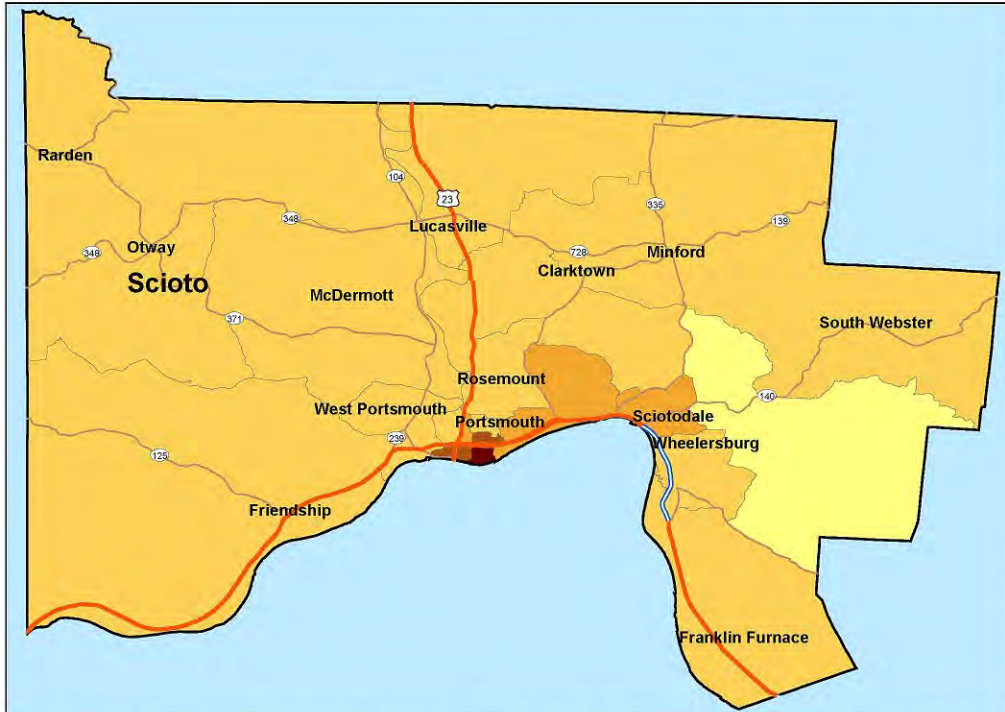 Rarden
104
23
335
348
Lucasville
139
Otway
348
728
Minford
Clarktown
Scioto
McDermott
371
South Webster
Rosemount
140
West Portsmouth
Portsmouth
Sciotodale
239
Wheelersburg
125
Friendship
Franklin Furnace